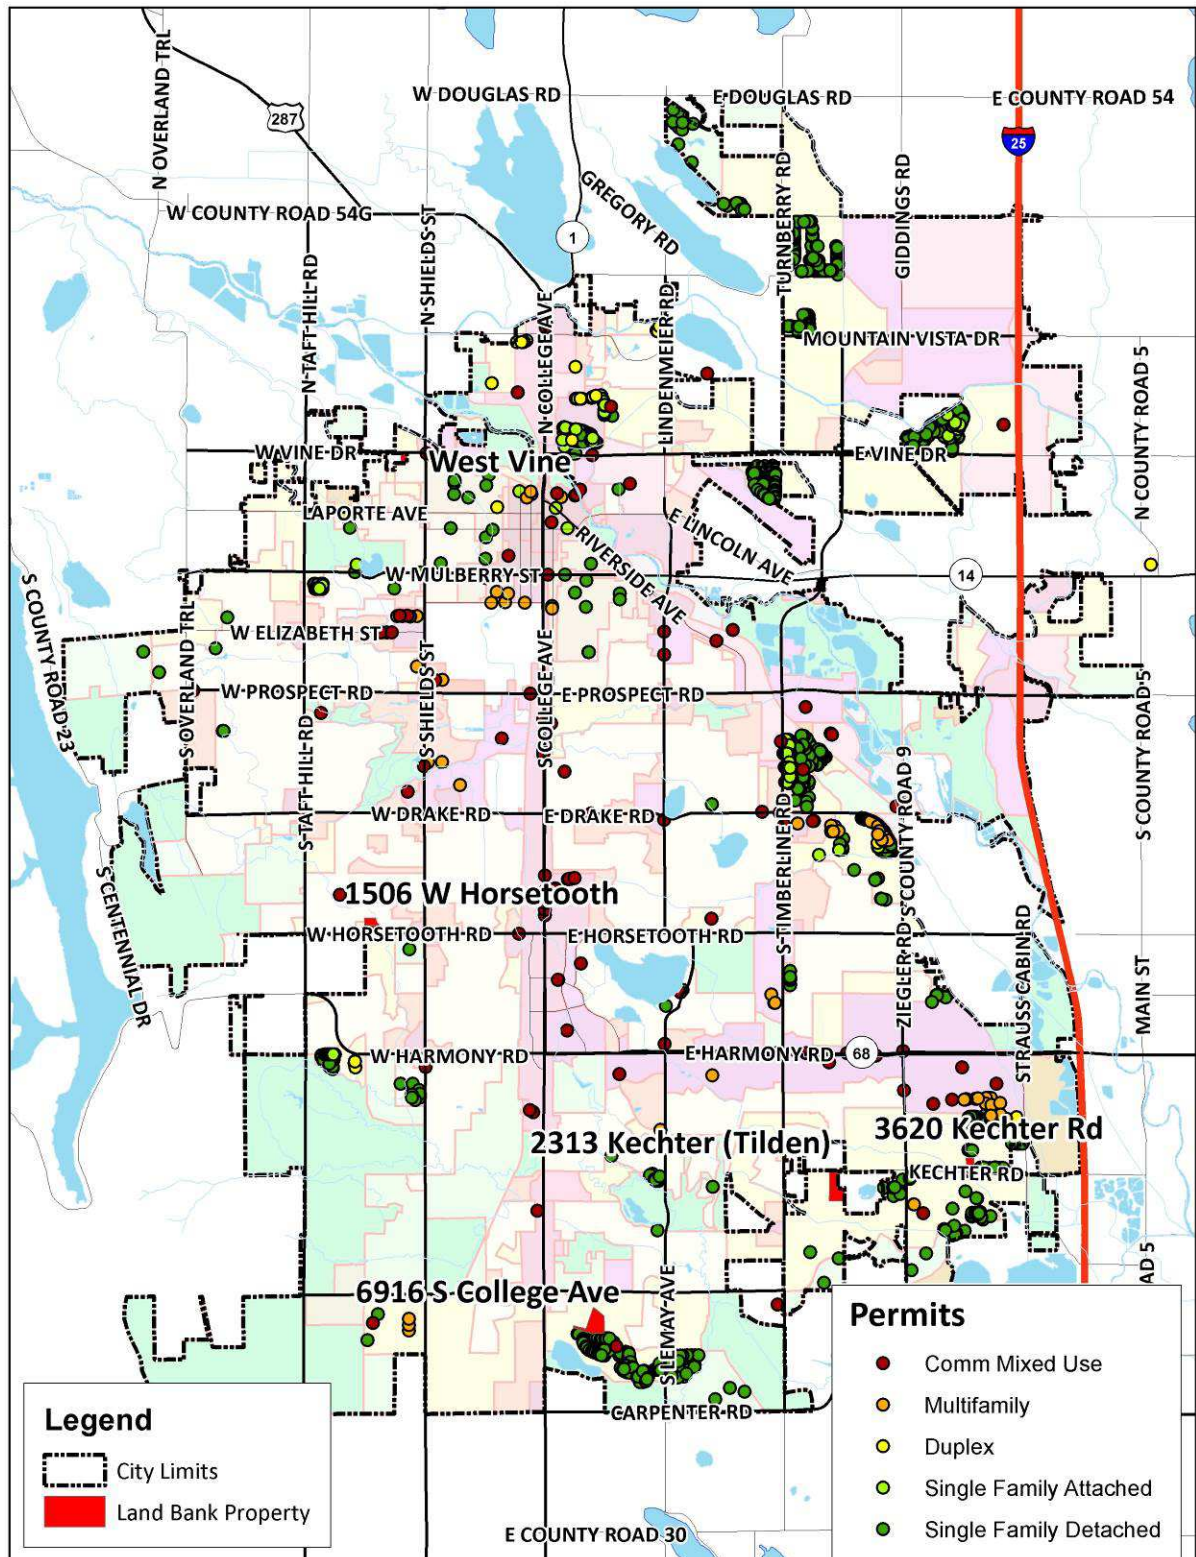 W DOUGLAS RD
E DOUGLAS RD
E COUNTY ROAD 54
N OVERLAND TRL
287
25
GREGORY RD
TURNBERRY RD
GIDDINGS RD
W COUNTY ROAD 54G
1
N SHIELDS ST
N TAFT HILL RD
N COLLEGE AVE
LINDENMEIER RD
MOUNTAIN VISTA DR
N COUNTY ROAD 5
W VINE DR
West Vine
E VINE DR
LAPORTE AVE
E LINCOLN AVE
RIVERSIDE AVE
W MULBERRY ST
14
S COUNTY ROAD 23
S OVERLAND TRL
W ELIZABETH ST
S SHIELDS ST
S COLLEGE AVE
W PROSPECT RD
E PROSPECT RD
S TAFT HILL RD
S COUNTY ROAD 9
S COUNTY ROAD 5
W DRAKE RD
E DRAKE RD
S TIMBERLINE RD
S CENTENNIAL DR
1506 W Horsetooth
W HORSETOOTH RD
E HORSETOOTH RD
ZIEGLER RD
STRAUSS CABIN RD
MAIN ST
W HARMONY RD
E HARMONY RD
68
2313 Kechter (Tilden)
3620 Kechter Rd
KECHTER RD
6916 S College Ave
S LEMAY AVE
AD 5
CARPENTER RD
E COUNTY ROAD 30
Legend
City Limits
Land Bank Property
Permits
Comm Mixed Use
Multifamily
Duplex
Single Family Attached
Single Family Detached